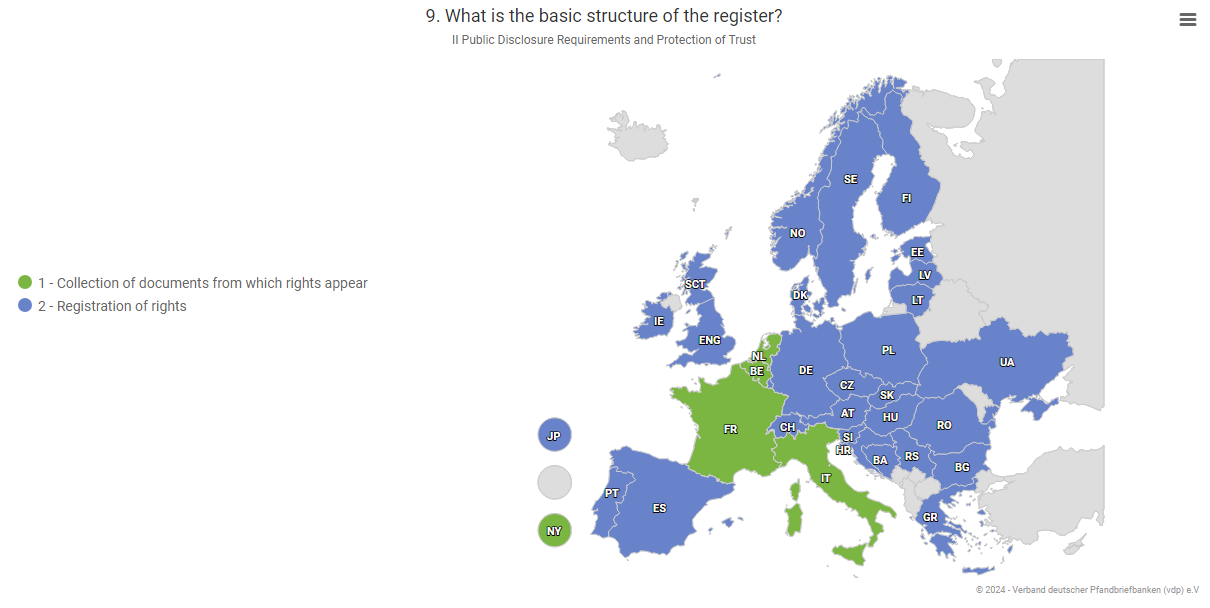 9. What is the basic structure of the register?
II Public Disclosure Requirements and Protection of Trust
SE
FI
NO
EE
LV
SCT
DK
LT
1 - Collection of documents from which rights appear
2 - Registration of rights
IE
ENG
NL
PL
UA
BE
DE
CZ
SK
AT
HU
FR
CH
RO
JP
SI
HR
BA
RS
BG
IT
PT
ES
GR
NY
© 2024 - Verband deutscher Pfandbriefbanken (vdp) e.V